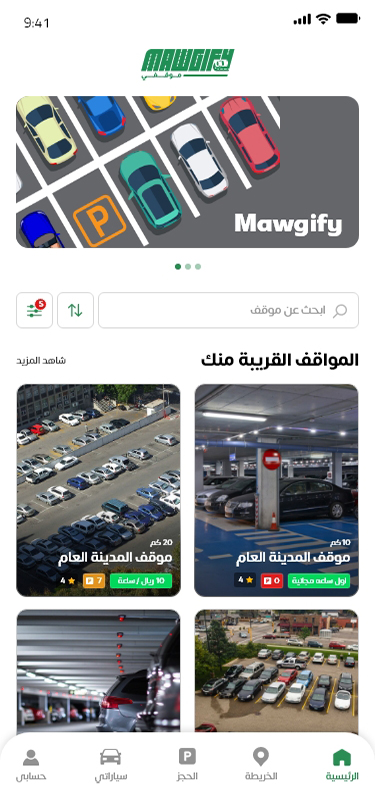 9:41
MAWGIFY
موقفي
P
Mawgify
ابحث عن موقف
5
المواقف القريبة منك
شاهد المزيد
10 كم
موقف المدينة العام
اول ساعه مجانية
P 0
4
20 كم
موقف المدينة العام
10 ريال / ساعة
P 7
4
الرئيسية
الخريطة
P
الحجز
سياراتي
حسابى